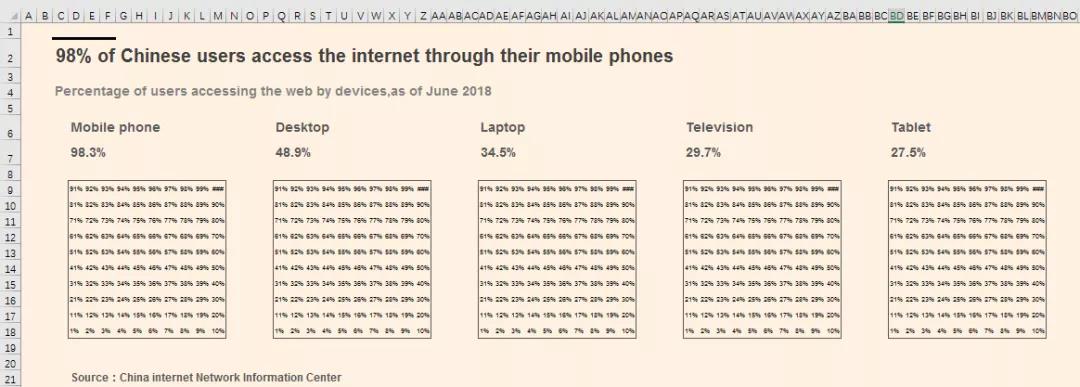 A B C D E F G H I J K L M N O P Q R S T U V W X Y Z AA AB AC AD AE AF AG AH AI AJ AK AL AM AN AO AP AQ AR AS AT AU AV AW AX AY AZ BA BB BC BD BE BF BG BH BI BJ BK BL BM BN BO
1
2 98% of Chinese users access the internet through their mobile phones
3
4 Percentage of users accessing the web by devices,as of June 2018
5
6 Mobile phone Desktop Laptop Television Tablet
7 98.3% 48.9% 34.5% 29.7% 27.5%
8
9 91% 92% 93% 94% 95% 96% 97% 98% 99% ### 91% 92% 93% 94% 95% 96% 97% 98% 99% ### 91% 92% 93% 94% 95% 96% 97% 98% 99% ### 91% 92% 93% 94% 95% 96% 97% 98% 99% ### 91% 92% 93% 94% 95% 96% 97% 98% 99% ###
10 81% 82% 83% 84% 85% 86% 87% 88% 89% 90% 81% 82% 83% 84% 85% 86% 87% 88% 89% 90% 81% 82% 83% 84% 85% 86% 87% 88% 89% 90% 81% 82% 83% 84% 85% 86% 87% 88% 89% 90% 81% 82% 83% 84% 85% 86% 87% 88% 89% 90%
11 71% 72% 73% 74% 75% 76% 77% 78% 79% 80% 71% 72% 73% 74% 75% 76% 77% 78% 79% 80% 71% 72% 73% 74% 75% 76% 77% 78% 79% 80% 71% 72% 73% 74% 75% 76% 77% 78% 79% 80% 71% 72% 73% 74% 75% 76% 77% 78% 79% 80%
12 61% 62% 63% 64% 65% 66% 67% 68% 69% 70% 61% 62% 63% 64% 65% 66% 67% 68% 69% 70% 61% 62% 63% 64% 65% 66% 67% 68% 69% 70% 61% 62% 63% 64% 65% 66% 67% 68% 69% 70% 61% 62% 63% 64% 65% 66% 67% 68% 69% 70%
13 51% 52% 53% 54% 55% 56% 57% 58% 59% 60% 51% 52% 53% 54% 55% 56% 57% 58% 59% 60% 51% 52% 53% 54% 55% 56% 57% 58% 59% 60% 51% 52% 53% 54% 55% 56% 57% 58% 59% 60% 51% 52% 53% 54% 55% 56% 57% 58% 59% 60%
14 41% 42% 43% 44% 45% 46% 47% 48% 49% 50% 41% 42% 43% 44% 45% 46% 47% 48% 49% 50% 41% 42% 43% 44% 45% 46% 47% 48% 49% 50% 41% 42% 43% 44% 45% 46% 47% 48% 49% 50% 41% 42% 43% 44% 45% 46% 47% 48% 49% 50%
15 31% 32% 33% 34% 35% 36% 37% 38% 39% 40% 31% 32% 33% 34% 35% 36% 37% 38% 39% 40% 31% 32% 33% 34% 35% 36% 37% 38% 39% 40% 31% 32% 33% 34% 35% 36% 37% 38% 39% 40% 31% 32% 33% 34% 35% 36% 37% 38% 39% 40%
16 21% 22% 23% 24% 25% 26% 27% 28% 29% 30% 21% 22% 23% 24% 25% 26% 27% 28% 29% 30% 21% 22% 23% 24% 25% 26% 27% 28% 29% 30% 21% 22% 23% 24% 25% 26% 27% 28% 29% 30% 21% 22% 23% 24% 25% 26% 27% 28% 29% 30%
17 11% 12% 13% 14% 15% 16% 17% 18% 19% 20% 11% 12% 13% 14% 15% 16% 17% 18% 19% 20% 11% 12% 13% 14% 15% 16% 17% 18% 19% 20% 11% 12% 13% 14% 15% 16% 17% 18% 19% 20% 11% 12% 13% 14% 15% 16% 17% 18% 19% 20%
18 1% 2% 3% 4% 5% 6% 7% 8% 9% 10% 1% 2% 3% 4% 5% 6% 7% 8% 9% 10% 1% 2% 3% 4% 5% 6% 7% 8% 9% 10% 1% 2% 3% 4% 5% 6% 7% 8% 9% 10% 1% 2% 3% 4% 5% 6% 7% 8% 9% 10%
19
20
21 Source：China internet Network Information Center